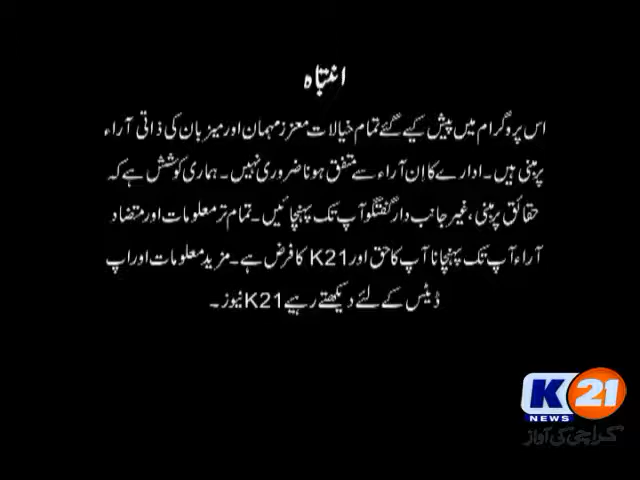 انتباہ
اس پروگرام میں پیش کیے گئے تمام خیالات معزز مہمان اور میزبان کی ذاتی آراء
پر مبنی ہیں۔ ادارے کا اِن آراء سے متفق ہونا ضروری نہیں۔ ہماری کوشش ہے کہ
حقائق پر مبنی، غیر جانب دار گفتگو آپ تک پہنچائیں۔ تمام تر معلومات اور متضاد
آراء آپ تک پہنچانا آپ کا حق اور K21 کا فرض ہے۔ مزید معلومات اور اپ
ڈیٹس کے لئے دیکھتے رہیے K21 نیوز۔
K 21
NEWS
کراچی کی آواز